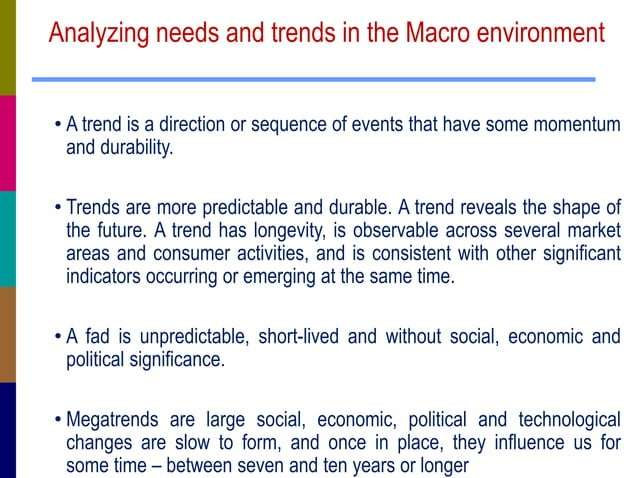 Analyzing needs and trends in the Macro environment
• A trend is a direction or sequence of events that have some momentum
and durability.
• Trends are more predictable and durable. A trend reveals the shape of
the future. A trend has longevity, is observable across several market
areas and consumer activities, and is consistent with other significant
indicators occurring or emerging at the same time.
• A fad is unpredictable, short-lived and without social, economic and
political significance.
• Megatrends are large social, economic, political and technological
changes are slow to form, and once in place, they influence us for
some time – between seven and ten years or longer